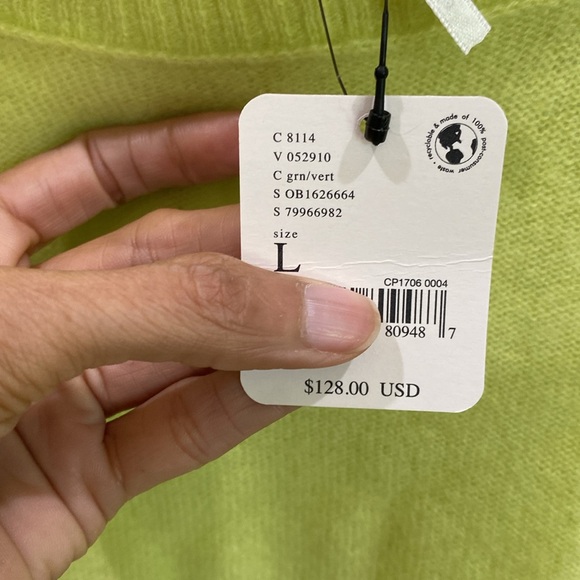 C 8114
V 052910
C grn/vert
S OB1626664
S 79966982
size
L
CP1706 0004
80948 7
$128.00 USD
recyclable & made of 100% post-consumer waste •